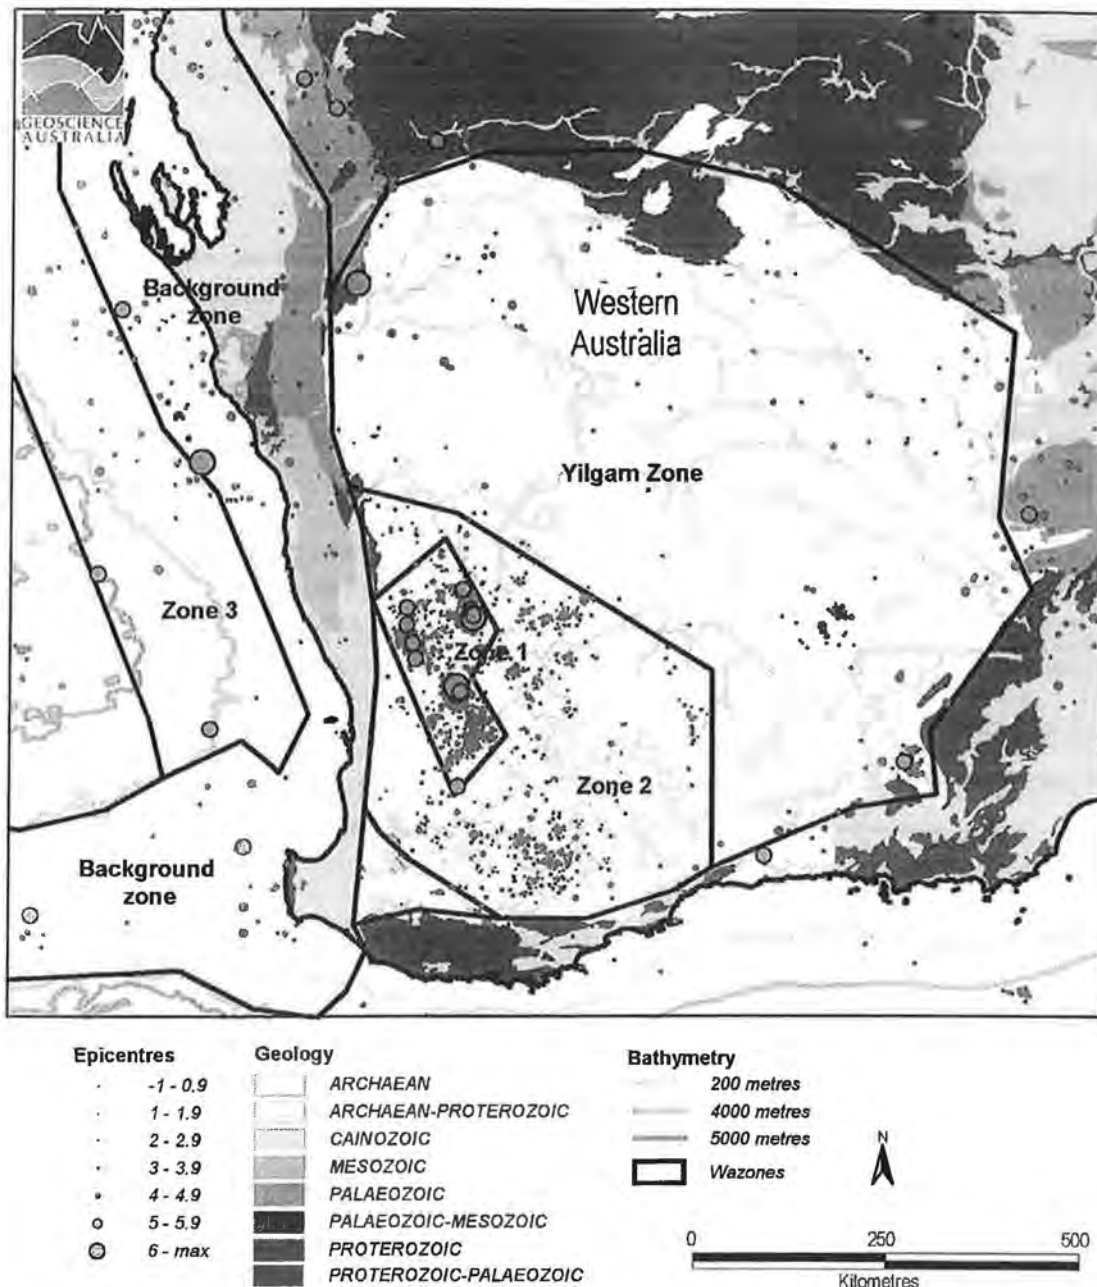 GEOSCIENCE
AUSTRALIA
Background
zone
Western
Australia
Yilgarn Zone
Zone 3
Zone 1
Zone 2
Background
zone
Epicentres
-1 - 0.9
1 - 1.9
2 - 2.9
3 - 3.9
4 - 4.9
5 - 5.9
6 - max
Geology
ARCHAEAN
ARCHAEAN-PROTEROZOIC
CAINOZOIC
MESOZOIC
PALAEOZOIC
PALAEOZOIC-MESOZOIC
PROTEROZOIC
PROTEROZOIC-PALAEOZOIC
Bathymetry
200 metres
4000 metres
5000 metres
Wazones
N
0 250 500
Kilometres